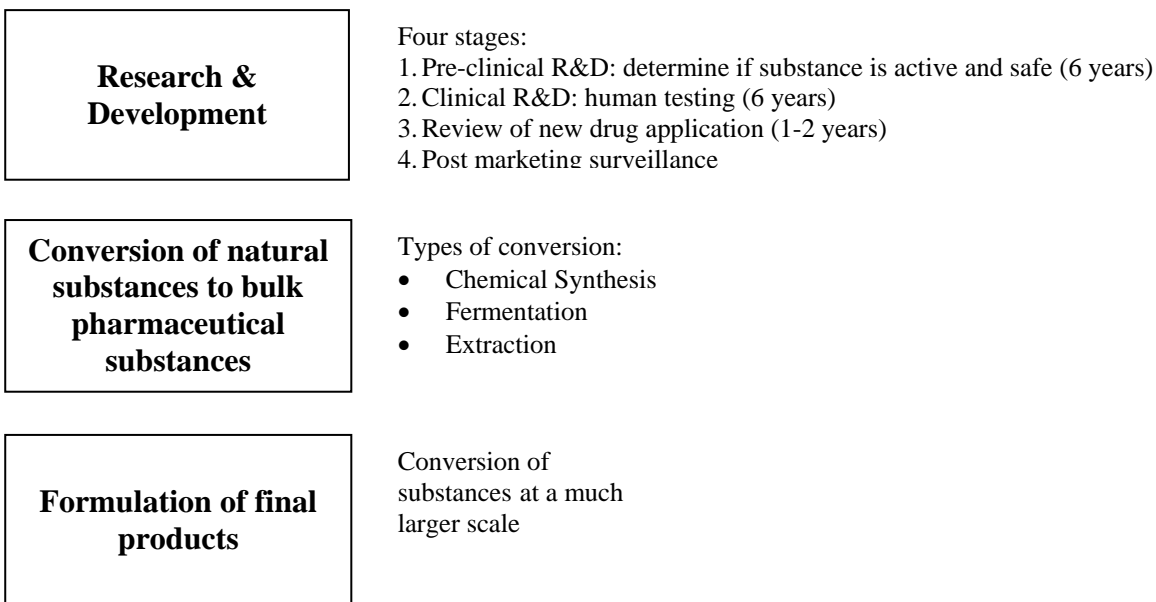 Research &
Development
Four stages:
1. Pre-clinical R&D: determine if substance is active and safe (6 years)
2. Clinical R&D: human testing (6 years)
3. Review of new drug application (1-2 years)
4. Post marketing surveillance
Conversion of natural
substances to bulk
pharmaceutical
substances
Types of conversion:
• Chemical Synthesis
• Fermentation
• Extraction
Formulation of final
products
Conversion of
substances at a much
larger scale